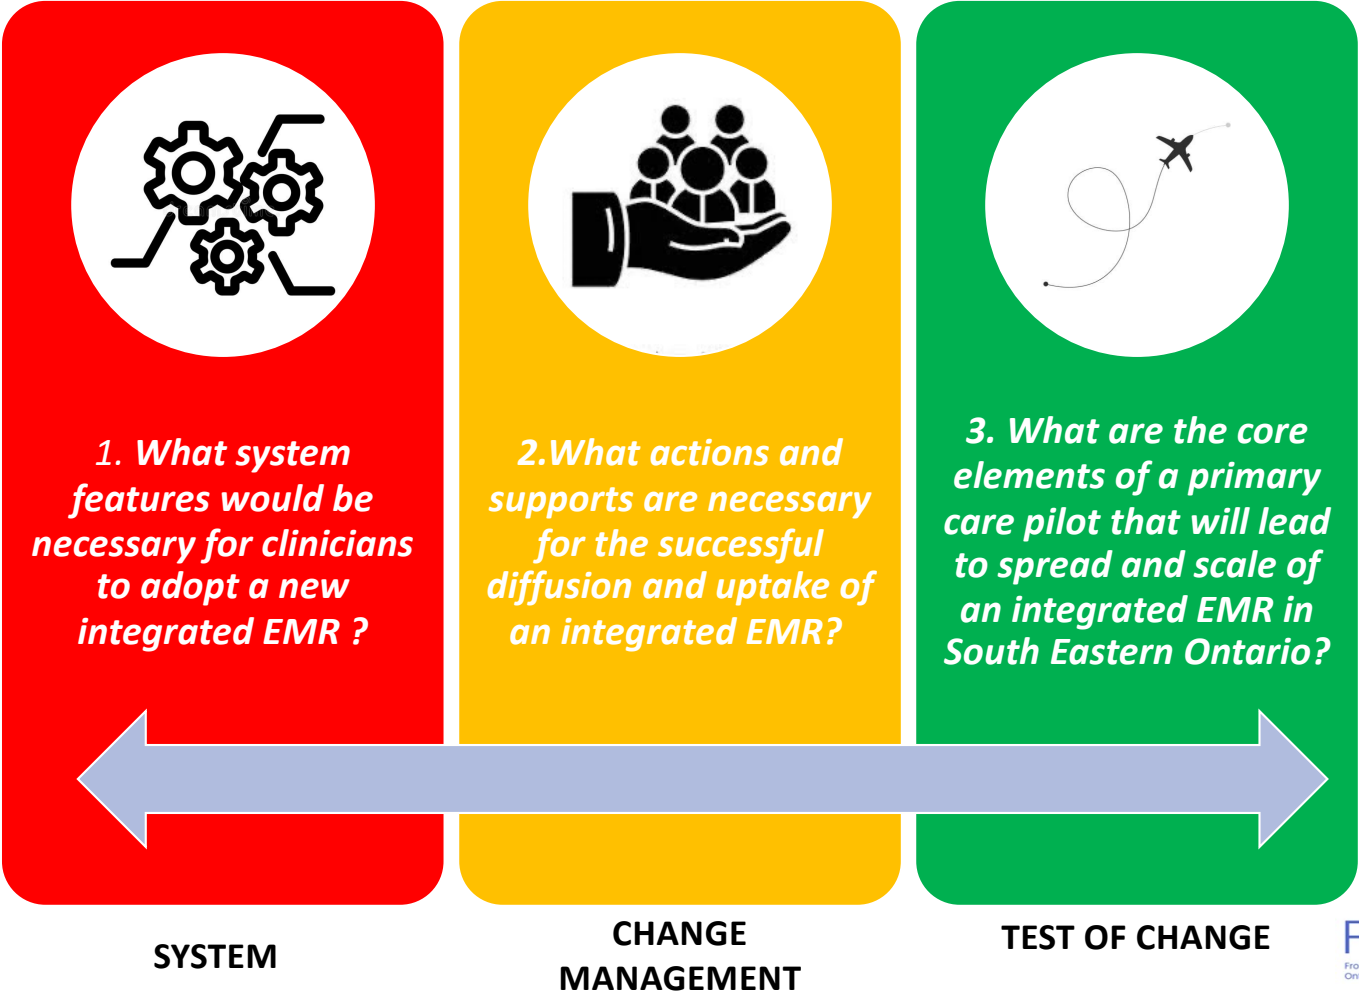 1. What system
features would be
necessary for clinicians
to adopt a new
integrated EMR ?
2.What actions and
supports are necessary
for the successful
diffusion and uptake of
an integrated EMR?
3. What are the core
elements of a primary
care pilot that will lead
to spread and scale of
an integrated EMR in
South Eastern Ontario?
SYSTEM
CHANGE
MANAGEMENT
TEST OF CHANGE